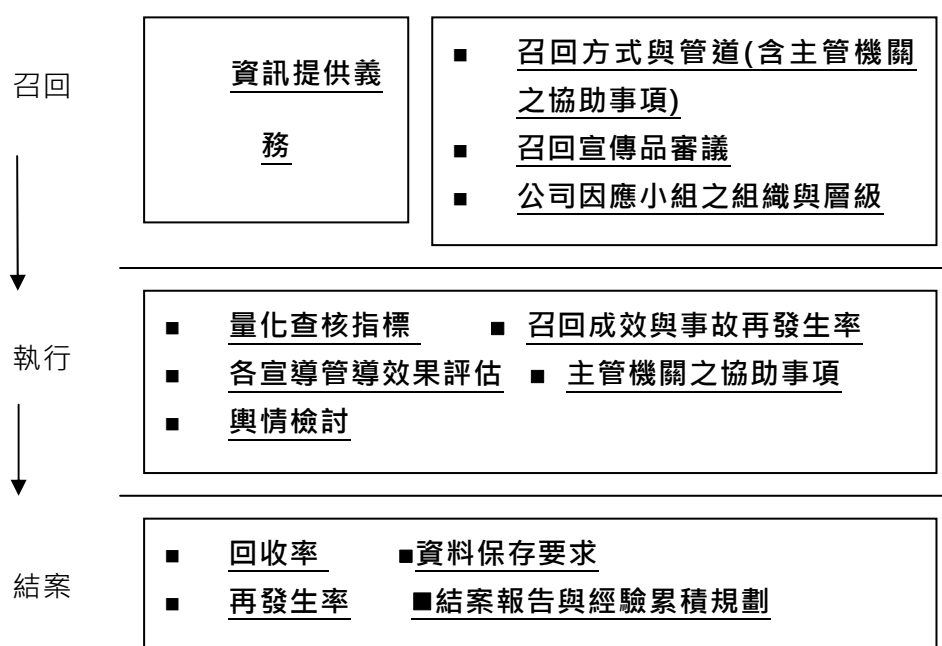 召回
資訊提供義
務
■ 召回方式與管道(含主管機關
之協助事項)
■ 召回宣傳品審議
■ 公司因應小組之組織與層級
執行
■ 量化查核指標 ■ 召回成效與事故再發生率
■ 各宣導管導效果評估 ■ 主管機關之協助事項
■ 輿情檢討
結案
■ 回收率 ■資料保存要求
■ 再發生率 ■結案報告與經驗累積規劃